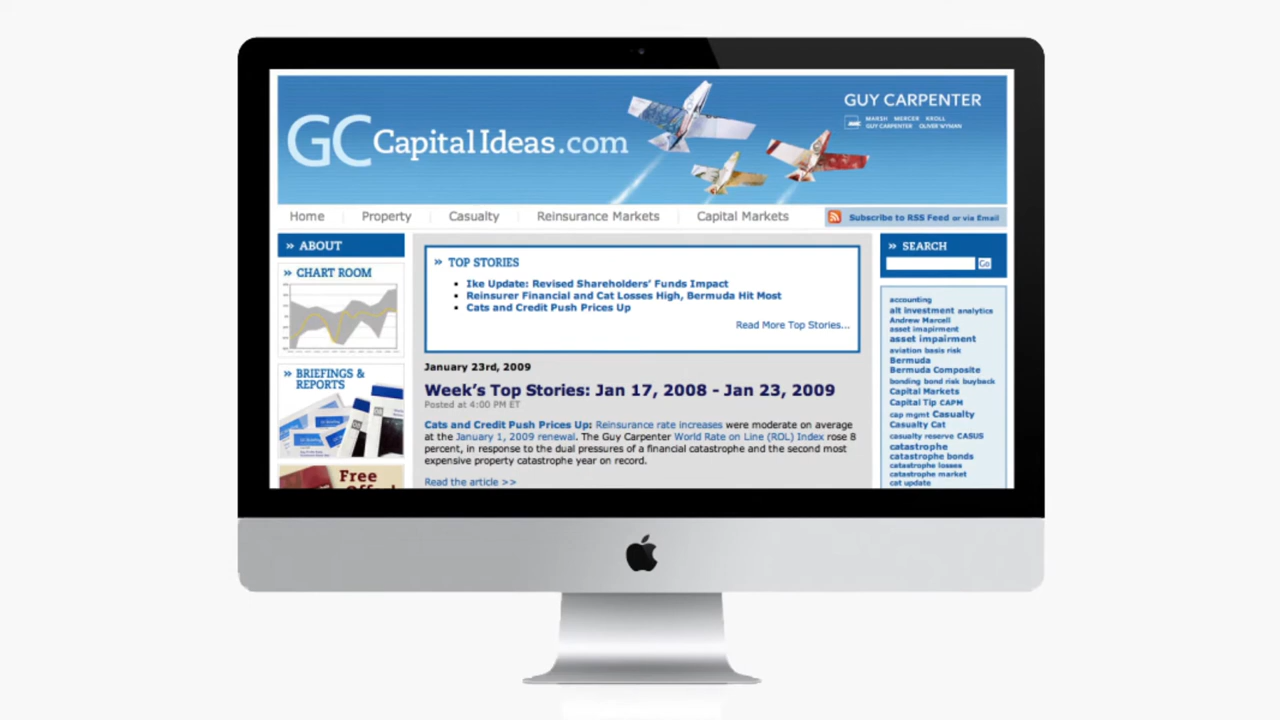 GC CapitalIdeas.com
GUY CARPENTER
MARSH MERCER KROLL
GUY CARPENTER OLIVER WYMAN
Home
Property
Casualty
Reinsurance Markets
Capital Markets
Subscribe to RSS Feed or via Email
» ABOUT
» CHART ROOM
» BRIEFINGS &
REPORTS
Free
» TOP STORIES
Ike Update: Revised Shareholders' Funds Impact
Reinsurer Financial and Cat Losses High, Bermuda Hit Most
Cats and Credit Push Prices Up
Read More Top Stories...
January 23rd, 2009
Week's Top Stories: Jan 17, 2008 - Jan 23, 2009
Posted at 4:00 PM ET
Cats and Credit Push Prices Up: Reinsurance rate increases were moderate on average
at the January 1, 2009 renewal. The Guy Carpenter World Rate on Line (ROL) Index rose 8
percent, in response to the dual pressures of a financial catastrophe and the second most
expensive property catastrophe year on record.
Read the article >>
» SEARCH
Go
accounting
alt investment analytics
Andrew Marcell
asset imapirment
asset impairment
aviation basis risk
Bermuda
Bermuda Composite
bonding bond risk buyback
Capital Markets
Capital Tip CAPM
cap mgmt Casualty
Casualty Cat
casualty reserve CASUS
catastrophe
catastrophe bonds
catastrophe losses
catastrophe market
cat update